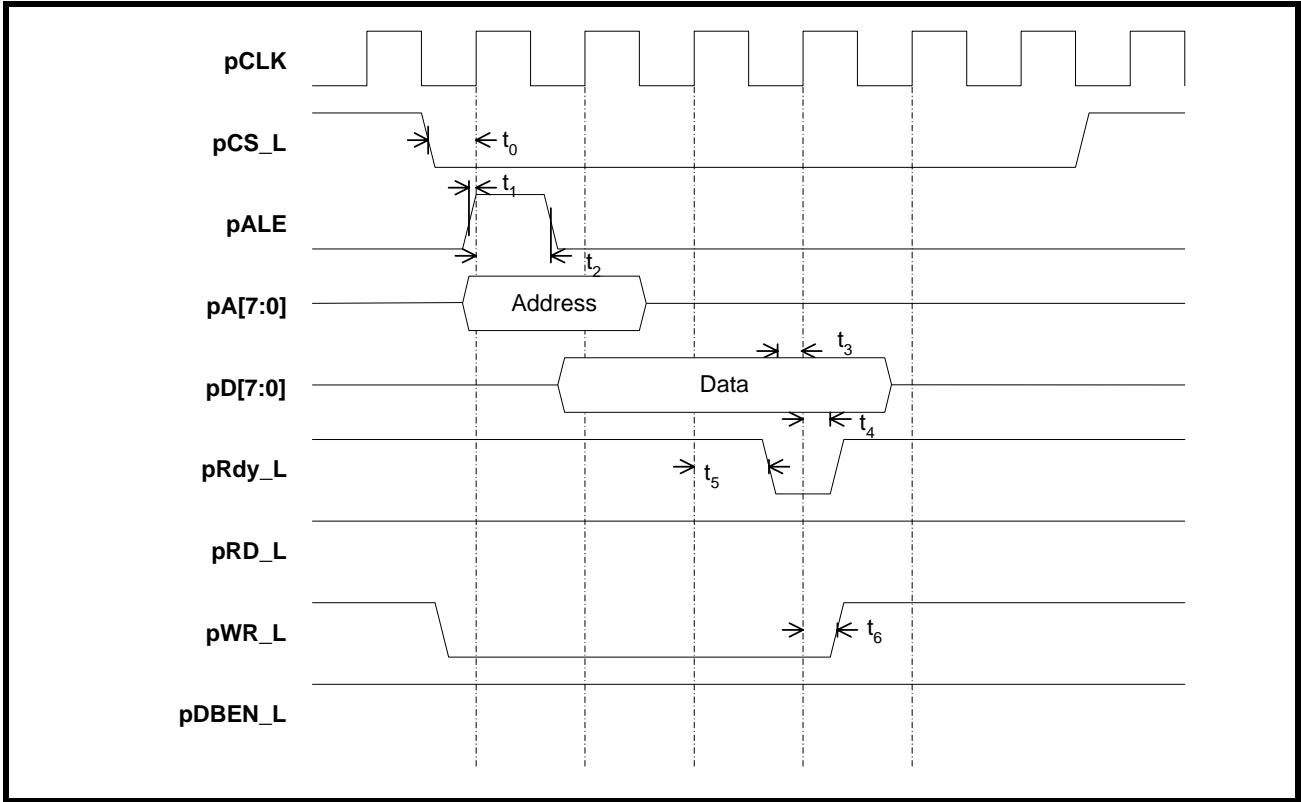 pCLK
pCS_L
t0
t1
pALE
t2
pA[7:0]
Address
t3
pD[7:0]
Data
t4
pRdy_L
t5
pRD_L
pWR_L
t6
pDBEN_L